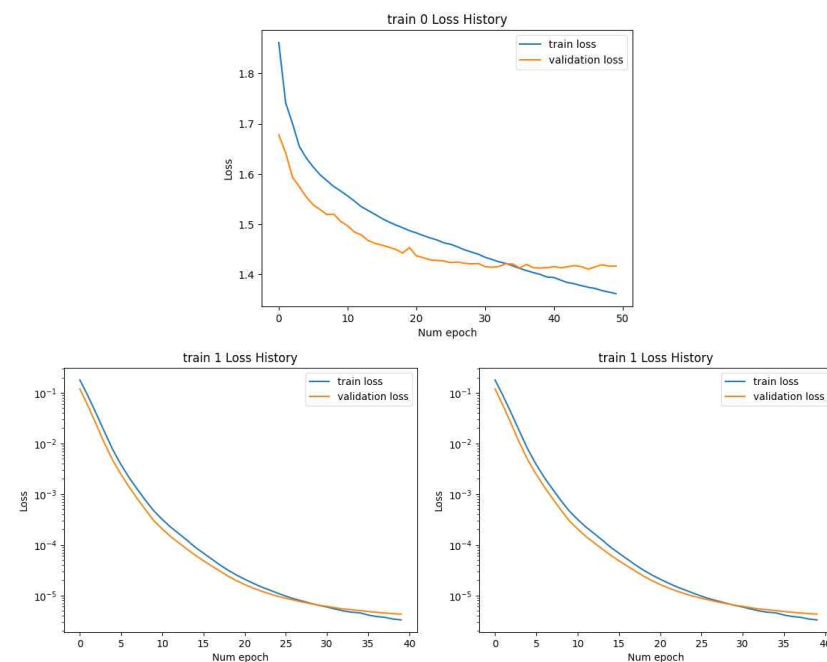 train 0 Loss History
train loss
validation loss
1.8
1.7
1.6
1.5
1.4
Loss
0 10 20 30 40 50
Num epoch
train 1 Loss History
train loss
validation loss
10⁻¹
10⁻²
10⁻³
10⁻⁴
10⁻⁵
Loss
0 5 10 15 20 25 30 35 40
Num epoch
train 1 Loss History
train loss
validation loss
10⁻¹
10⁻²
10⁻³
10⁻⁴
10⁻⁵
Loss
0 5 10 15 20 25 30 35 40
Num epoch